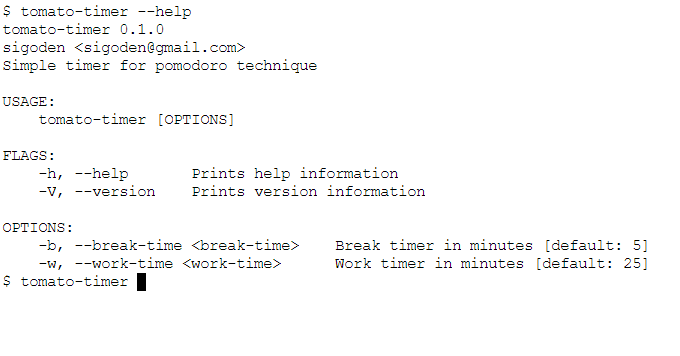 $ tomato-timer --help
tomato-timer 0.1.0
sigoden <sigoden@gmail.com>
Simple timer for pomodoro technique

USAGE:
    tomato-timer [OPTIONS]

FLAGS:
    -h, --help       Prints help information
    -V, --version    Prints version information

OPTIONS:
    -b, --break-time <break-time>    Break timer in minutes [default: 5]
    -w, --work-time <work-time>      Work timer in minutes [default: 25]
$ tomato-timer